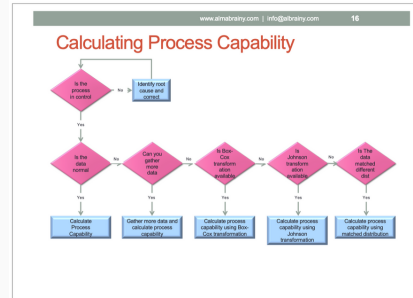 www.almabrainy.com | info@albrainy.com 16
Calculating Process Capability
Is the
process
in control
No
Identify root
cause and
correct
Yes
Is the
data
normal
No
Can you
gather
more
data
No
Is Box-
Cox
transform
ation
available
No
Is
Johnson
transform
ation
available
No
Is The
data
matched
different
dist
Yes
Yes
Yes
Yes
Yes
Calculate
Process
Capability
Gather more data and
calculate process
capability
Calculate process
capability using Box-
Cox transformation
Calculate process
capability using
Johnson
transformation
Calculate process
capability using
matched distribution